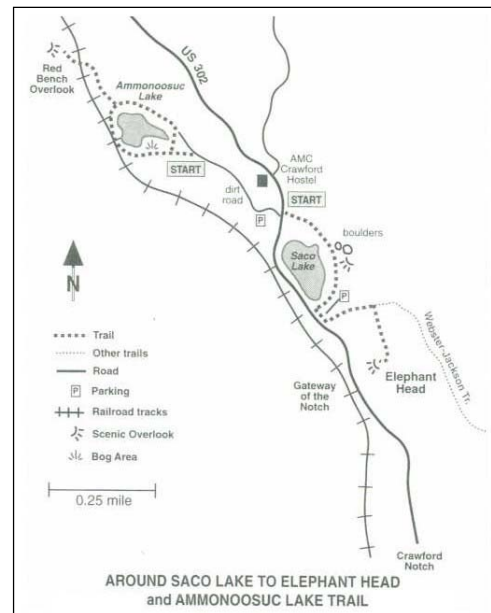 Red
Bench
Overlook
US 302
Ammonoosuc
Lake
START
AMC
Crawford
Hostel
dirt
road
START
P
boulders
Saco
Lake
P
N
Webster-Jackson Tr.
Elephant
Head
Gateway
of the
Notch
Trail
Other trails
Road
P Parking
Railroad tracks
Scenic Overlook
Bog Area
0.25 mile
Crawford
Notch
AROUND SACO LAKE TO ELEPHANT HEAD
and AMMONOOSUC LAKE TRAIL